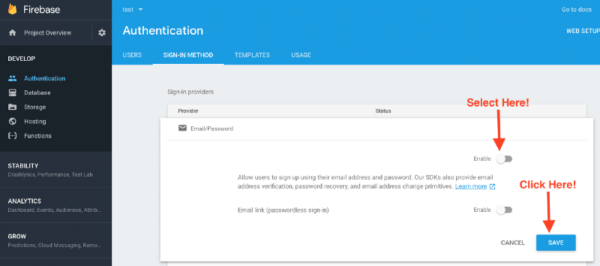 Firebase
test
Go to docs
Project Overview
Authentication
WEB SETUP
DEVELOP
USERS
SIGN-IN METHOD
TEMPLATES
USAGE
Authentication
Database
Storage
Hosting
Functions
Sign-in providers
Provider
Status
Select Here!
Email/Password
Enable
Allow users to sign up using their email address and password. Our SDKs also provide email
address verification, password recovery, and email address change primitives. Learn more
Click Here!
Email link (passwordless sign-in)
Enable
CANCEL
SAVE
STABILITY
Crashlytics, Performance, Test Lab
ANALYTICS
Dashboard, Events, Audiences, Attrib...
GROW
Predictions, Cloud Messaging, Remo...